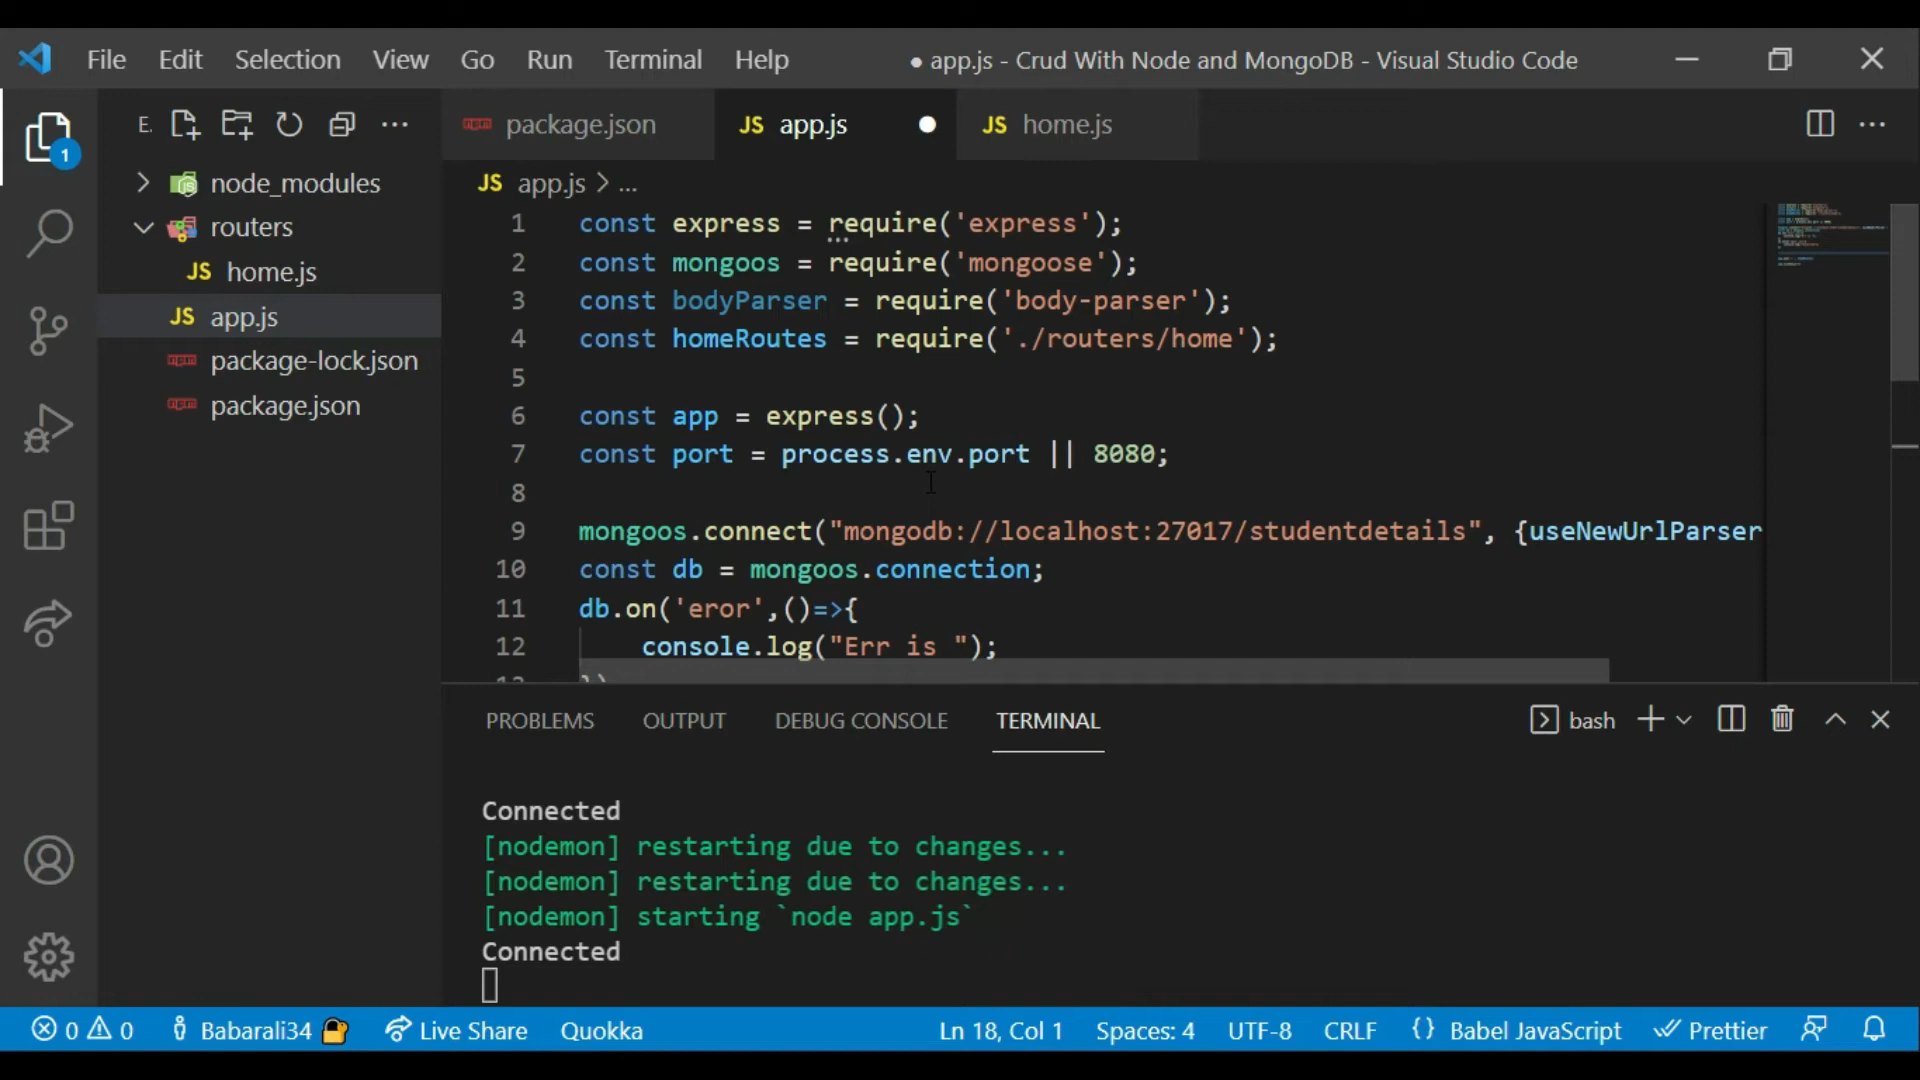 File Edit Selection View Go Run Terminal Help ● app.js - Crud With Node and MongoDB - Visual Studio Code
E.
package.json JS app.js ● JS home.js
1
node_modules
routers
JS home.js
JS app.js
package-lock.json
package.json
JS app.js > ...
1 const express = require('express');
2 const mongoos = require('mongoose');
3 const bodyParser = require('body-parser');
4 const homeRoutes = require('./routers/home');
5
6 const app = express();
7 const port = process.env.port || 8080;
8
9 mongoos.connect("mongodb://localhost:27017/studentdetails", {useNewUrlParser
10 const db = mongoos.connection;
11 db.on('eror',()=>{
12 console.log("Err is ");
13 })
PROBLEMS OUTPUT DEBUG CONSOLE TERMINAL bash
Connected
[nodemon] restarting due to changes...
[nodemon] restarting due to changes...
[nodemon] starting `node app.js`
Connected
0 0 Babarali34 Live Share Quokka Ln 18, Col 1 Spaces: 4 UTF-8 CRLF {} Babel JavaScript Prettier